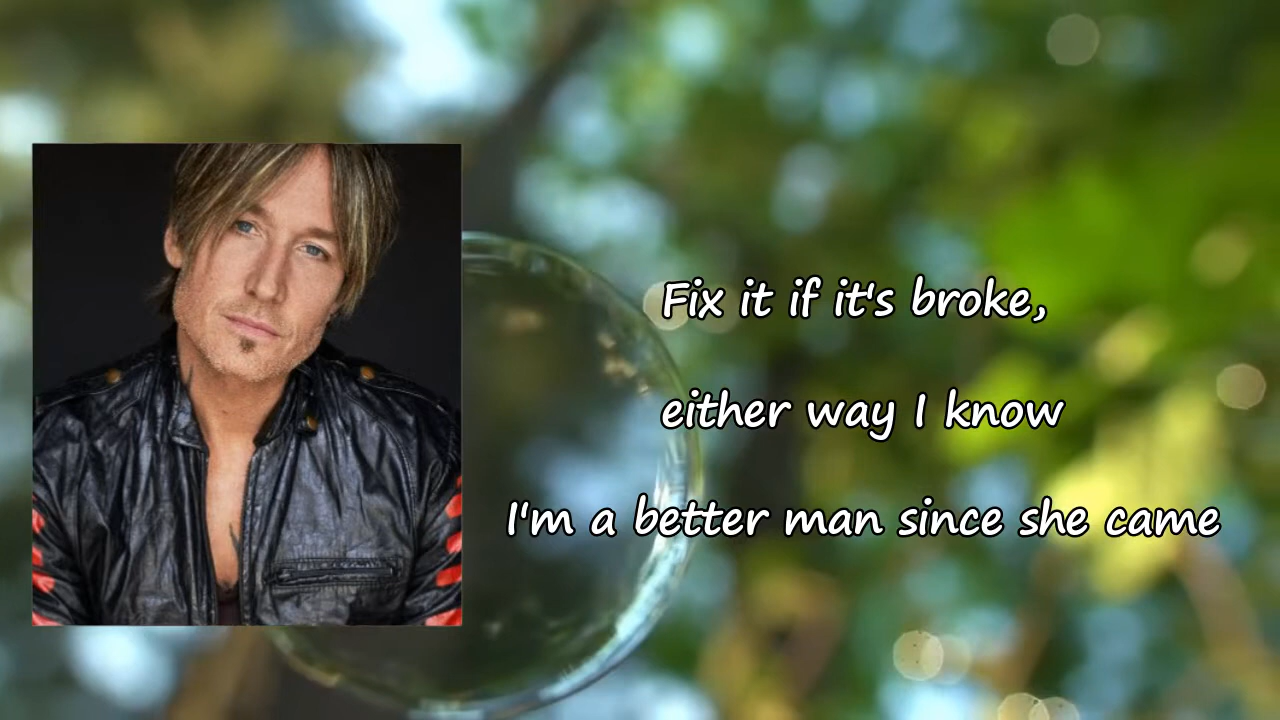 Fix it if it's broke,
either way I know
I'm a better man since she came